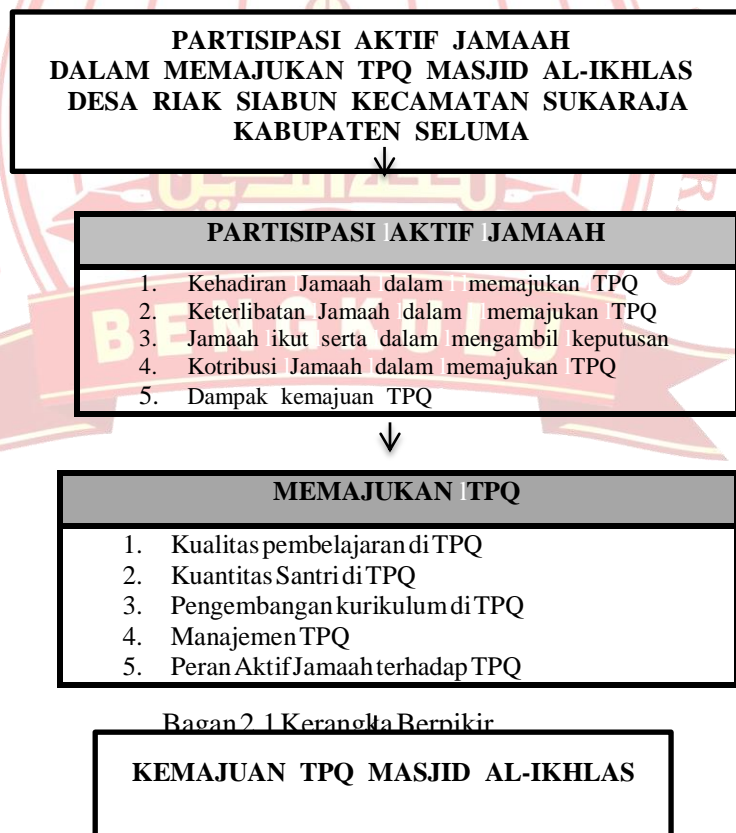 PARTISIPASI AKTIF JAMAAH
DALAM MEMAJUKAN TPQ MASJID AL-IKHLAS
DESA RIAK SIABUN KECAMATAN SUKARAJA
KABUPATEN SELUMA
PARTISIPASI AKTIF JAMAAH
1. Kehadiran Jamaah dalam memajukan TPQ
2. Keterlibatan Jamaah dalam memajukan TPQ
3. Jamaah ikut serta dalam mengambil keputusan
4. Kotribusi Jamaah dalam memajukan TPQ
5. Dampak kemajuan TPQ
BENGKULU
MEMAJUKAN TPQ
1. Kualitas pembelajaran di TPQ
2. Kuantitas Santri di TPQ
3. Pengembangan kurikulum di TPQ
4. Manajemen TPQ
5. Peran Aktif Jamaah terhadap TPQ
Bagan 2.1 Kerangka Berpikir
KEMAJUAN TPQ MASJID AL-IKHLAS